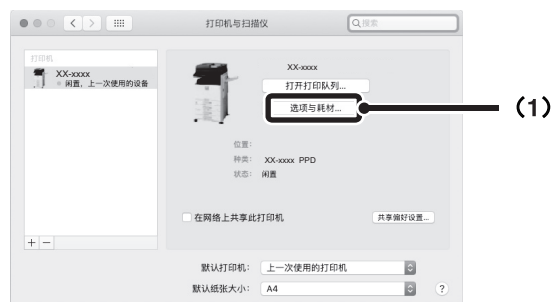 打印机与扫描仪
搜索
打印机
XX-xxxx
闲置，上一次使用的设备
XX-xxxx
打开打印队列...
选项与耗材...
(1)
位置:
种类: XX-xxxx PPD
状态: 闲置
在网络上共享此打印机
共享偏好设置...
+ −
默认打印机: 上一次使用的打印机
默认纸张大小: A4
?